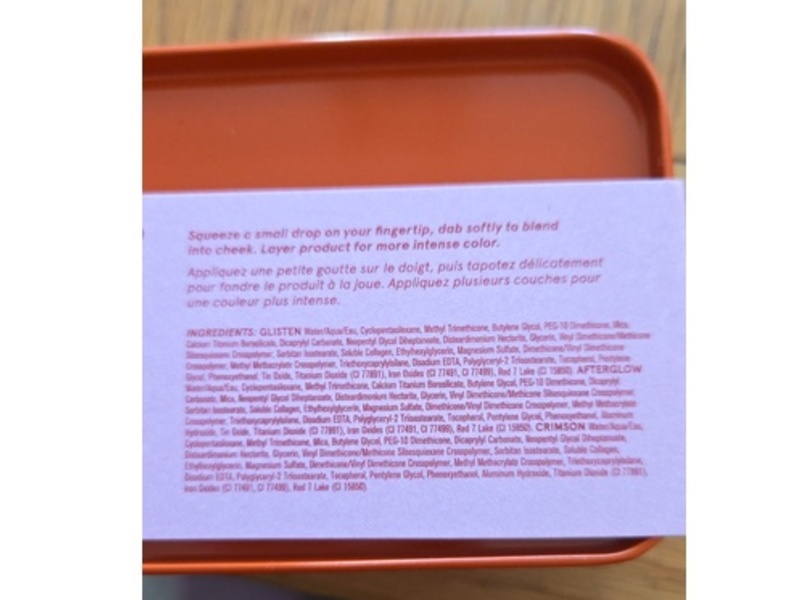 Squeeze a small drop on your fingertip, dab softly to blend
into cheek. Layer product for more intense color.
Appliquez une petite goutte sur le doigt, puis tapotez délicatement
pour fondre le produit à la joue. Appliquez plusieurs couches pour
une couleur plus intense.
INGREDIENTS: GLISTEN Water/Aqua/Eau, Cyclopentasiloxane, Methyl Trimethicone, Butylene Glycol, PEG-10 Dimethicone, Mica,
Calcium Titanium Borosilicate, Dicaprylyl Carbonate, Neopentyl Glycol Diheptanoate, Disteardimonium Hectorite, Glycerin, Vinyl Dimethicone/Methicone
Silsesquioxane Crosspolymer, Sorbitan Isostearate, Soluble Collagen, Ethylhexylglycerin, Magnesium Sulfate, Dimethicone/Vinyl Dimethicone
Crosspolymer, Methyl Methacrylate Crosspolymer, Triethoxycaprylylsilane, Disodium EDTA, Polyglyceryl-2 Triisostearate, Tocopherol, Pentylene
Glycol, Phenoxyethanol, Tin Oxide, Titanium Dioxide (CI 77891), Iron Oxides (CI 77491, CI 77499), Red 7 Lake (CI 15850). AFTERGLOW
Water/Aqua/Eau, Cyclopentasiloxane, Methyl Trimethicone, Calcium Titanium Borosilicate, Butylene Glycol, PEG-10 Dimethicone, Dicaprylyl
Carbonate, Mica, Neopentyl Glycol Diheptanoate, Disteardimonium Hectorite, Glycerin, Vinyl Dimethicone/Methicone Silsesquioxane Crosspolymer,
Sorbitan Isostearate, Soluble Collagen, Ethylhexylglycerin, Magnesium Sulfate, Dimethicone/Vinyl Dimethicone Crosspolymer, Methyl Methacrylate
Crosspolymer, Triethoxycaprylylsilane, Disodium EDTA, Polyglyceryl-2 Triisostearate, Tocopherol, Pentylene Glycol, Phenoxyethanol, Aluminum
Hydroxide, Tin Oxide, Titanium Dioxide (CI 77891), Iron Oxides (CI 77491, CI 77499), Red 7 Lake (CI 15850). CRIMSON Water/Aqua/Eau,
Cyclopentasiloxane, Methyl Trimethicone, Mica, Butylene Glycol, PEG-10 Dimethicone, Dicaprylyl Carbonate, Neopentyl Glycol Diheptanoate,
Disteardimonium Hectorite, Glycerin, Vinyl Dimethicone/Methicone Silsesquioxane Crosspolymer, Sorbitan Isostearate, Soluble Collagen,
Ethylhexylglycerin, Magnesium Sulfate, Dimethicone/Vinyl Dimethicone Crosspolymer, Methyl Methacrylate Crosspolymer, Triethoxycaprylylsilane,
Disodium EDTA, Polyglyceryl-2 Triisostearate, Tocopherol, Pentylene Glycol, Phenoxyethanol, Aluminum Hydroxide, Titanium Dioxide (CI 77891),
Iron Oxides (CI 77491, CI 77499), Red 7 Lake (CI 15850).